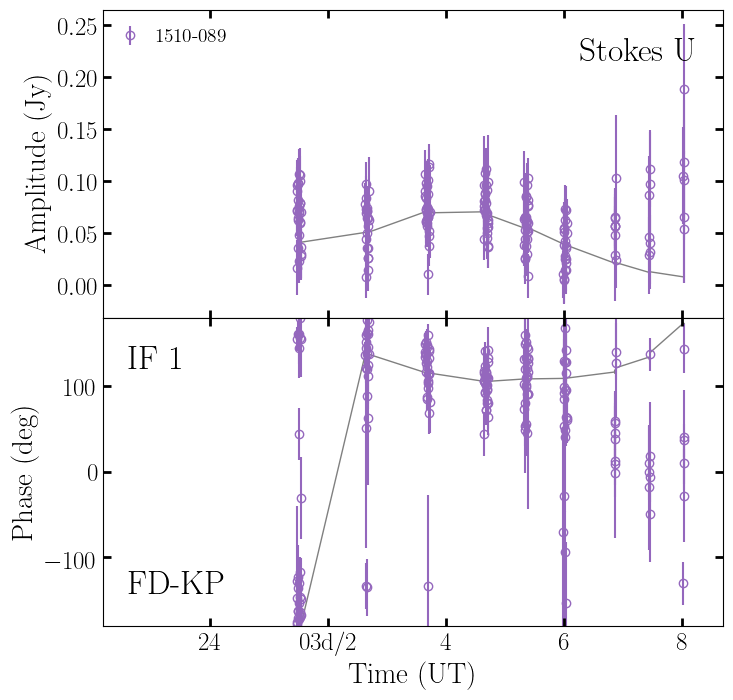 1510-089
Stokes U
0.25
0.20
0.15
0.10
0.05
0.00
Amplitude (Jy)
IF 1
100
0
−100
Phase (deg)
FD-KP
24 03d/2 4 6 8
Time (UT)